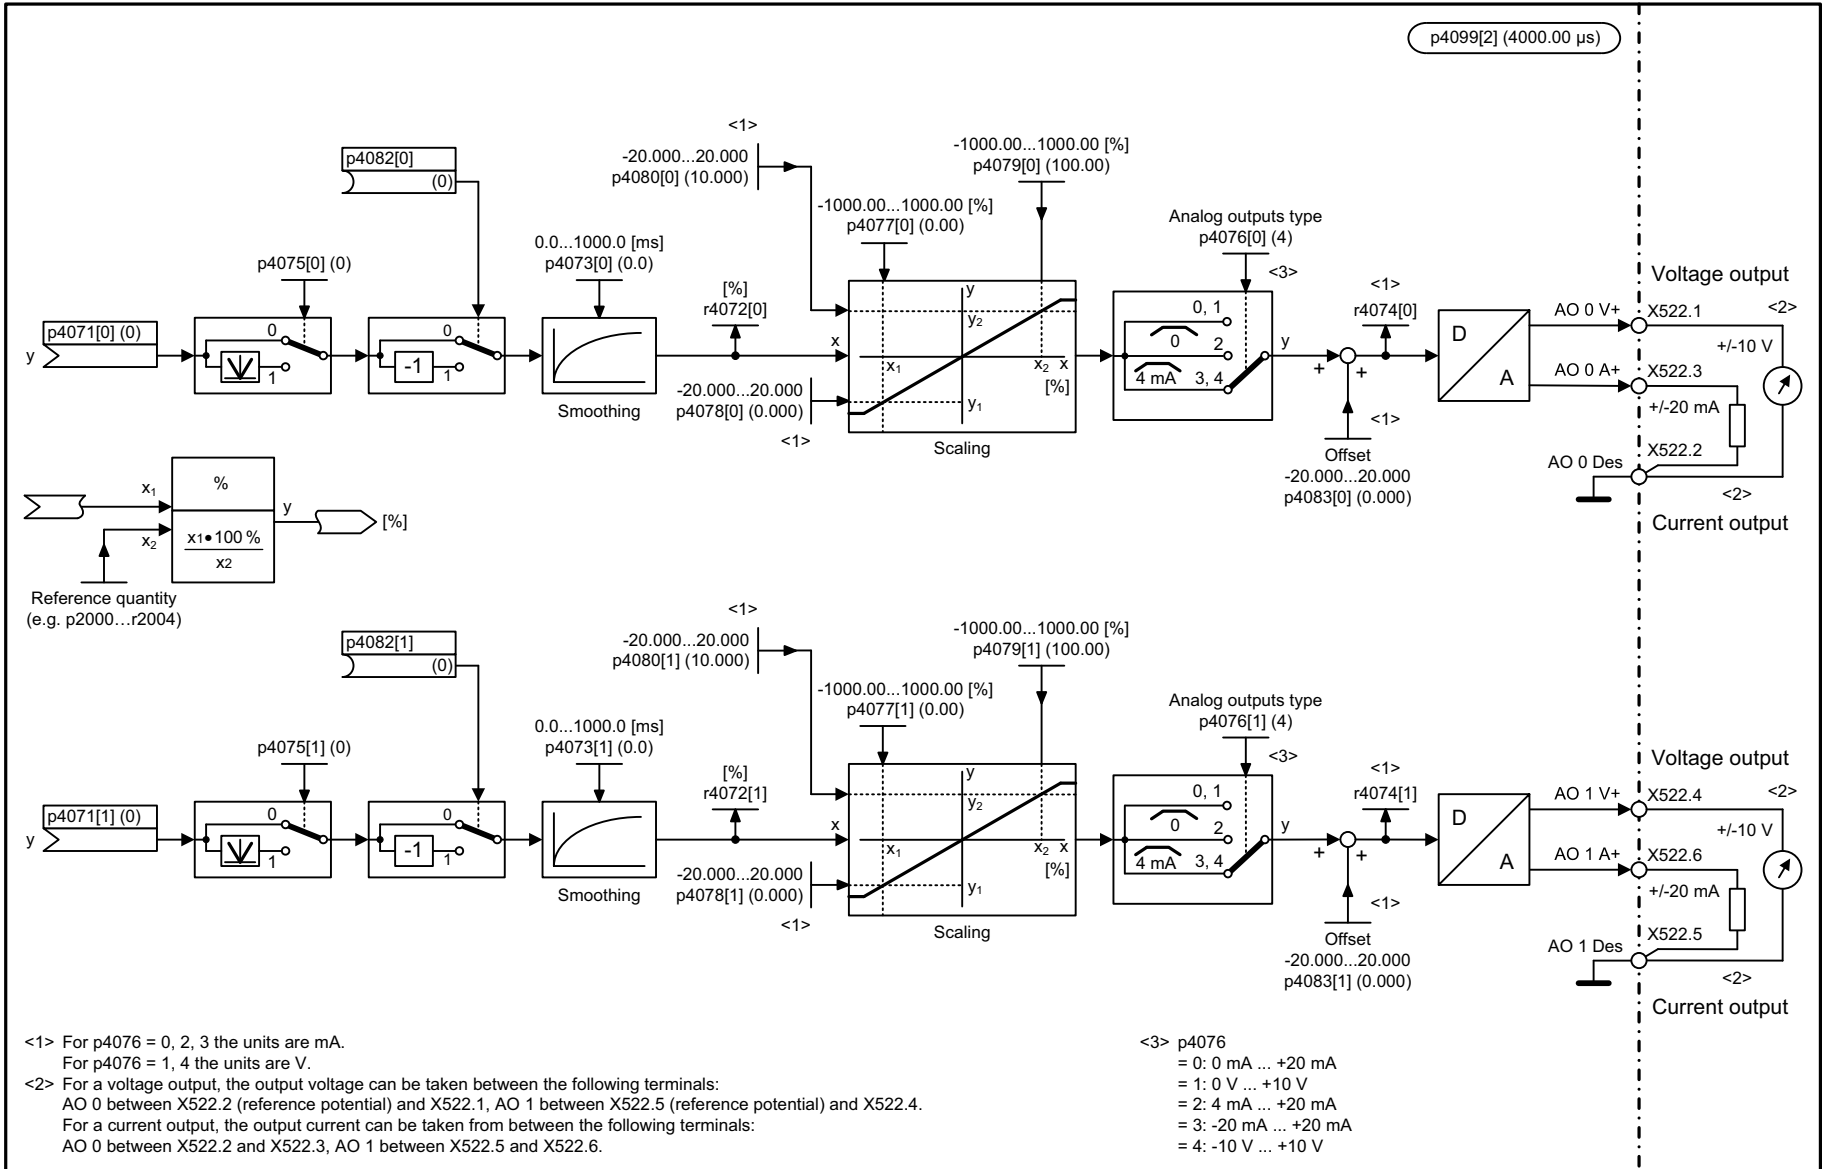 p4099[2] (4000.00 µs)
<1>
-20.000...20.000
p4080[0] (10.000)
-1000.00...1000.00 [%]
p4079[0] (100.00)
p4082[0]
(0)
-1000.00...1000.00 [%]
p4077[0] (0.00)
Analog outputs type
p4076[0] (4)
<3>
0.0...1000.0 [ms]
p4073[0] (0.0)
p4075[0] (0)
[%]
r4072[0]
<1>
r4074[0]
Voltage output
AO 0 V+
X522.1
<2>
p4071[0] (0)
y
0
1
0
-1
1
x
y
y2
x1
x2
x
[%]
y1
0, 1
0
2
4 mA
3, 4
y
+
+
D
A
+/-10 V
AO 0 A+
X522.3
+/-20 mA
Smoothing
-20.000...20.000
p4078[0] (0.000)
<1>
Scaling
<1>
Offset
-20.000...20.000
p4083[0] (0.000)
AO 0 Des
X522.2
<2>
Current output
x1
x2
%
x1•100 %
x2
y
[%]
Reference quantity
(e.g. p2000...r2004)
<1>
-20.000...20.000
p4080[1] (10.000)
-1000.00...1000.00 [%]
p4079[1] (100.00)
p4082[1]
(0)
-1000.00...1000.00 [%]
p4077[1] (0.00)
Analog outputs type
p4076[1] (4)
<3>
0.0...1000.0 [ms]
p4073[1] (0.0)
p4075[1] (0)
[%]
r4072[1]
<1>
r4074[1]
Voltage output
AO 1 V+
X522.4
<2>
p4071[1] (0)
y
0
1
0
-1
1
x
y
y2
x1
x2
x
[%]
y1
0, 1
0
2
4 mA
3, 4
y
+
+
D
A
+/-10 V
AO 1 A+
X522.6
+/-20 mA
Smoothing
-20.000...20.000
p4078[1] (0.000)
<1>
Scaling
<1>
Offset
-20.000...20.000
p4083[1] (0.000)
AO 1 Des
X522.5
<2>
Current output
<1> For p4076 = 0, 2, 3 the units are mA.
For p4076 = 1, 4 the units are V.
<2> For a voltage output, the output voltage can be taken between the following terminals:
AO 0 between X522.2 (reference potential) and X522.1, AO 1 between X522.5 (reference potential) and X522.4.
For a current output, the output current can be taken from between the following terminals:
AO 0 between X522.2 and X522.3, AO 1 between X522.5 and X522.6.
<3> p4076
= 0: 0 mA ... +20 mA
= 1: 0 V ... +10 V
= 2: 4 mA ... +20 mA
= 3: -20 mA ... +20 mA
= 4: -10 V ... +10 V